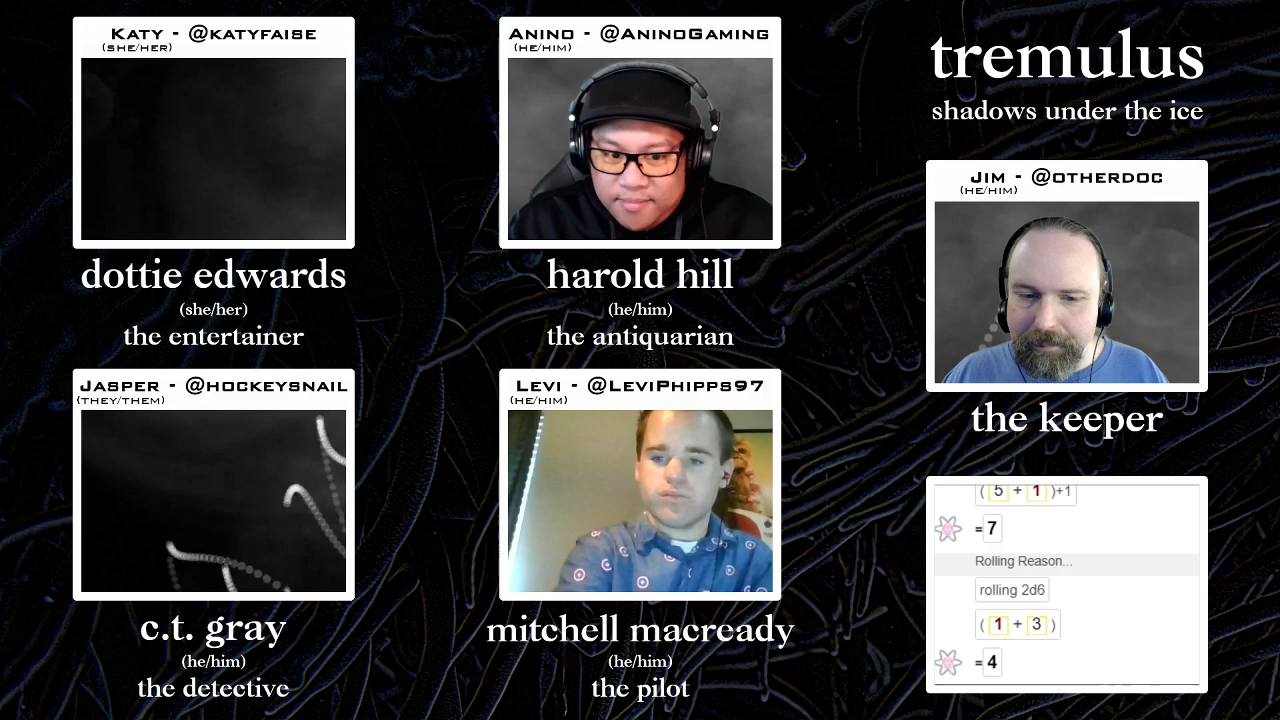 Katy - @katyfaise
(she/her)
dottie edwards
(she/her)
the entertainer
Anino - @AninoGaming
(he/him)
harold hill
(he/him)
the antiquarian
tremulus
shadows under the ice
Jim - @otherdoc
(he/him)
the keeper
Jasper - @hockeysnail
(they/them)
c.t. gray
(he/him)
the detective
Levi - @LeviPhipps97
(he/him)
mitchell macready
(he/him)
the pilot
( 5 + 1 )+1
=7
Rolling Reason...
rolling 2d6
( 1 + 3 )
=4